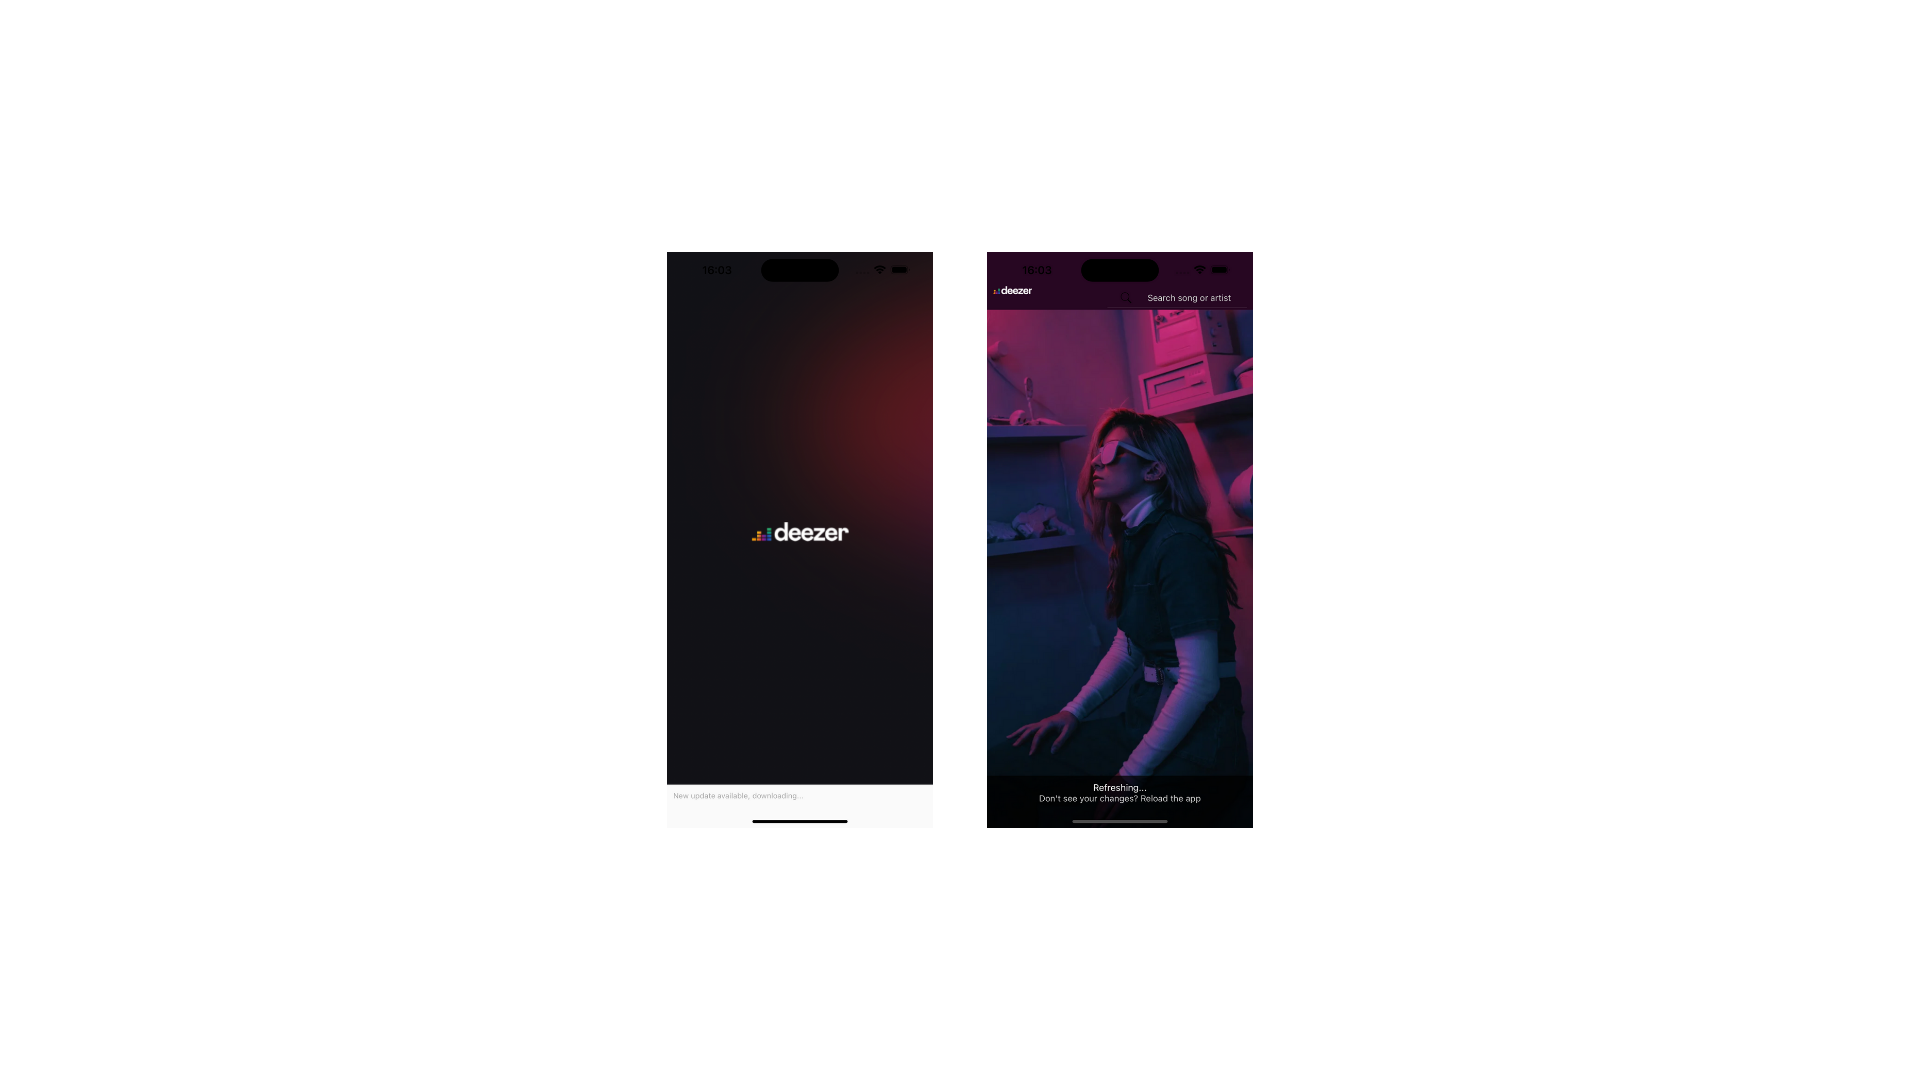 16:03
deezer
New update available, downloading...
16:03
deezer
Search song or artist
Refreshing...
Don't see your changes? Reload the app